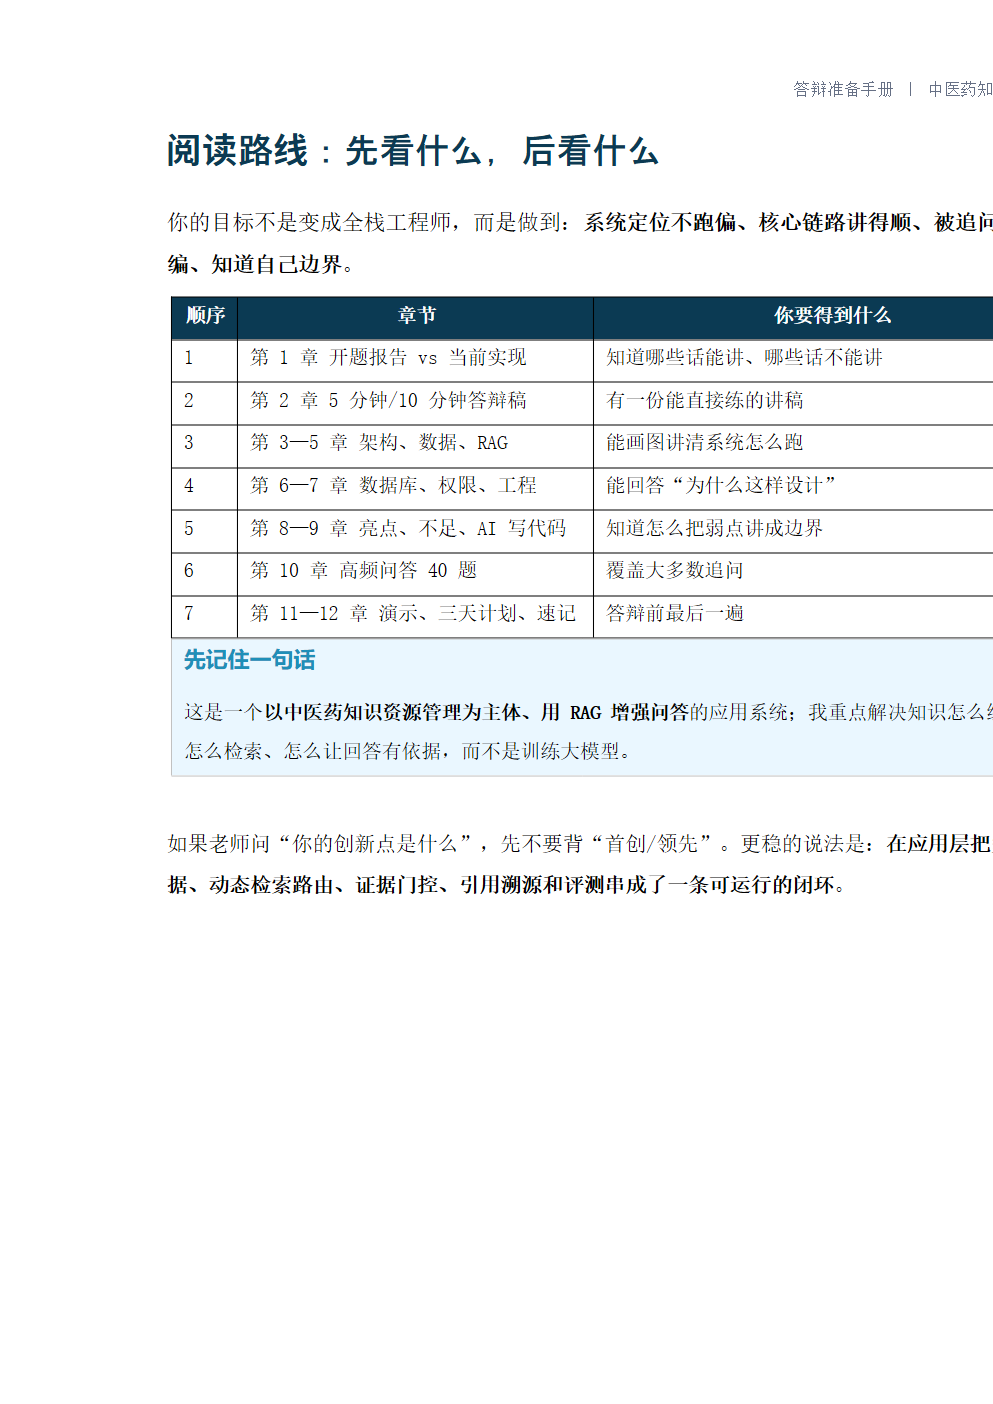 答辩准备手册 | 中医药知
阅读路线：先看什么，后看什么
你的目标不是变成全栈工程师，而是做到：系统定位不跑偏、核心链路讲得顺、被追问
编、知道自己边界。
顺序 章节 你要得到什么
1 第 1 章 开题报告 vs 当前实现 知道哪些话能讲、哪些话不能讲
2 第 2 章 5 分钟/10 分钟答辩稿 有一份能直接练的讲稿
3 第 3—5 章 架构、数据、RAG 能画图讲清系统怎么跑
4 第 6—7 章 数据库、权限、工程 能回答“为什么这样设计”
5 第 8—9 章 亮点、不足、AI 写代码 知道怎么把弱点讲成边界
6 第 10 章 高频问答 40 题 覆盖大多数追问
7 第 11—12 章 演示、三天计划、速记 答辩前最后一遍
先记住一句话
这是一个以中医药知识资源管理为主体、用 RAG 增强问答的应用系统；我重点解决知识怎么
怎么检索、怎么让回答有依据，而不是训练大模型。
如果老师问“你的创新点是什么”，先不要背“首创/领先”。更稳的说法是：在应用层把
据、动态检索路由、证据门控、引用溯源和评测串成了一条可运行的闭环。